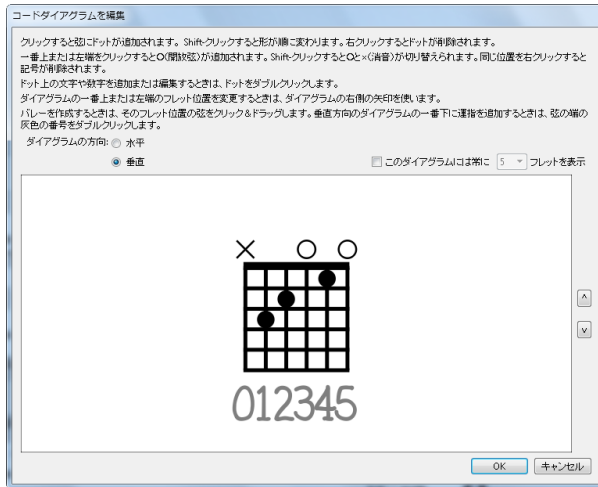 コードダイアグラムを編集
クリックすると弦にドットが追加されます。Shift-クリックすると形が順に変わります。右クリックするとドットが削除されます。
一番上または左端をクリックすると○(開放弦)が追加されます。Shift-クリックすると○と×(消音)が切り替えられます。同じ位置を右クリックすると
記号が削除されます。
ドット上の文字や数字を追加または編集するときは、ドットをダブルクリックします。
ダイアグラムの一番上または左端のフレット位置を変更するときは、ダイアグラムの右側の矢印を使います。
バレーを作成するときは、そのフレット位置の弦をクリック&ドラッグします。垂直方向のダイアグラムの一番下に運指を追加するときは、弦の端の
灰色の番号をダブルクリックします。
ダイアグラムの方向: 水平
垂直
このダイアグラムには常に 5 フレットを表示
012345
OK キャンセル